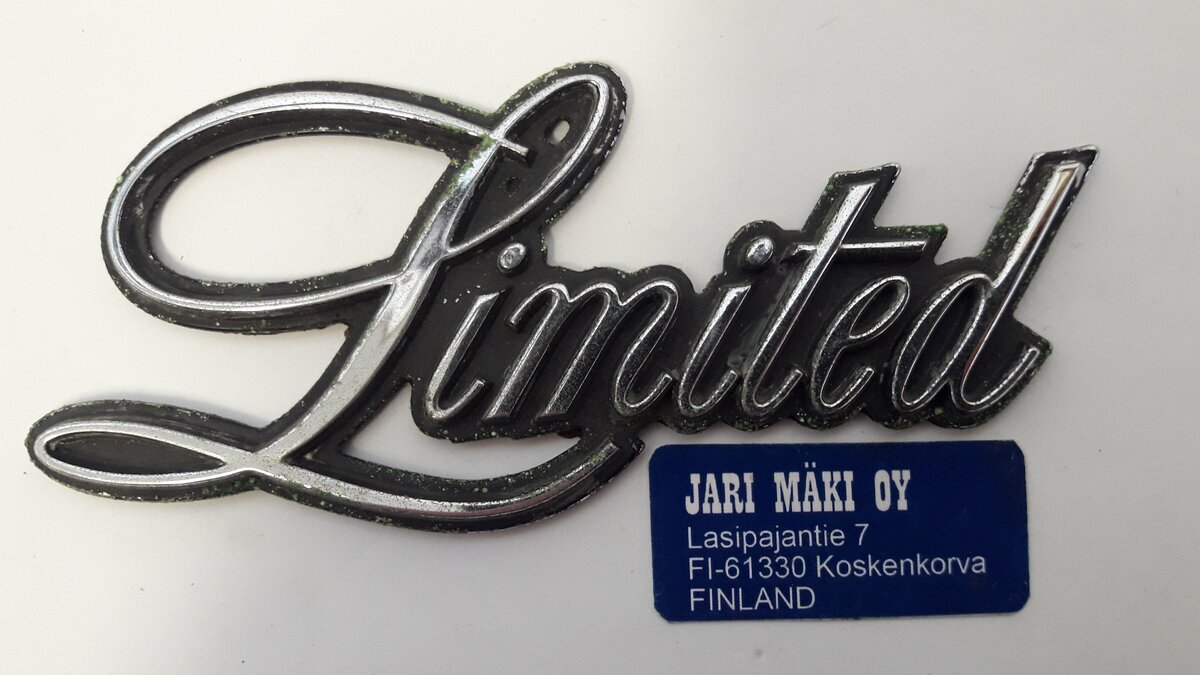 Limited
JARI MÄKI OY
Lasipajantie 7
FI-61330 Koskenkorva
FINLAND